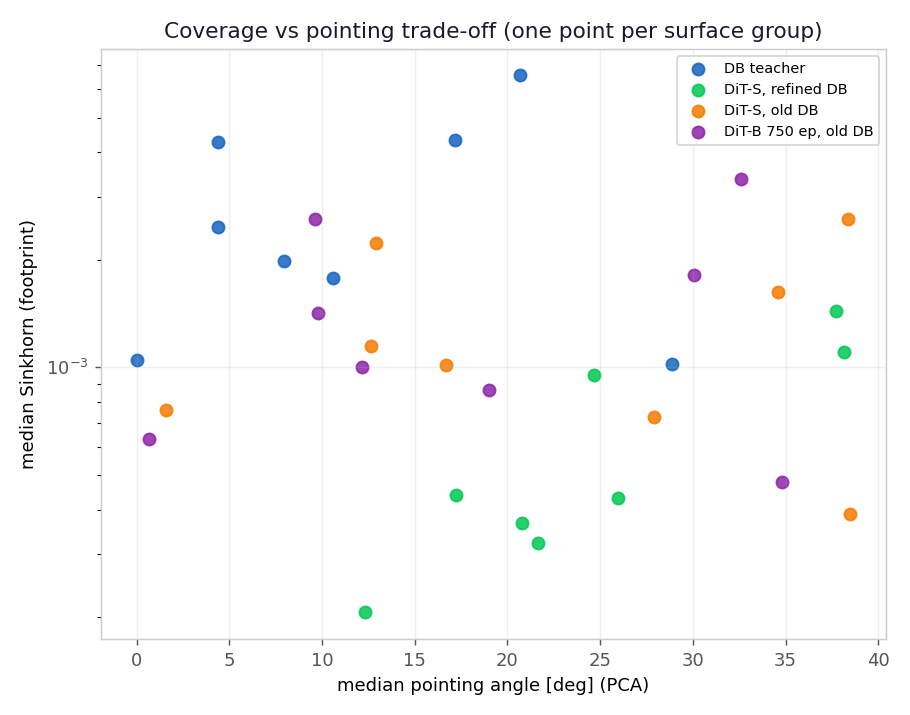 Coverage vs pointing trade-off (one point per surface group)
DB teacher
DiT-S, refined DB
DiT-S, old DB
DiT-B 750 ep, old DB
median Sinkhorn (footprint)
10⁻³
0 5 10 15 20 25 30 35 40
median pointing angle [deg] (PCA)